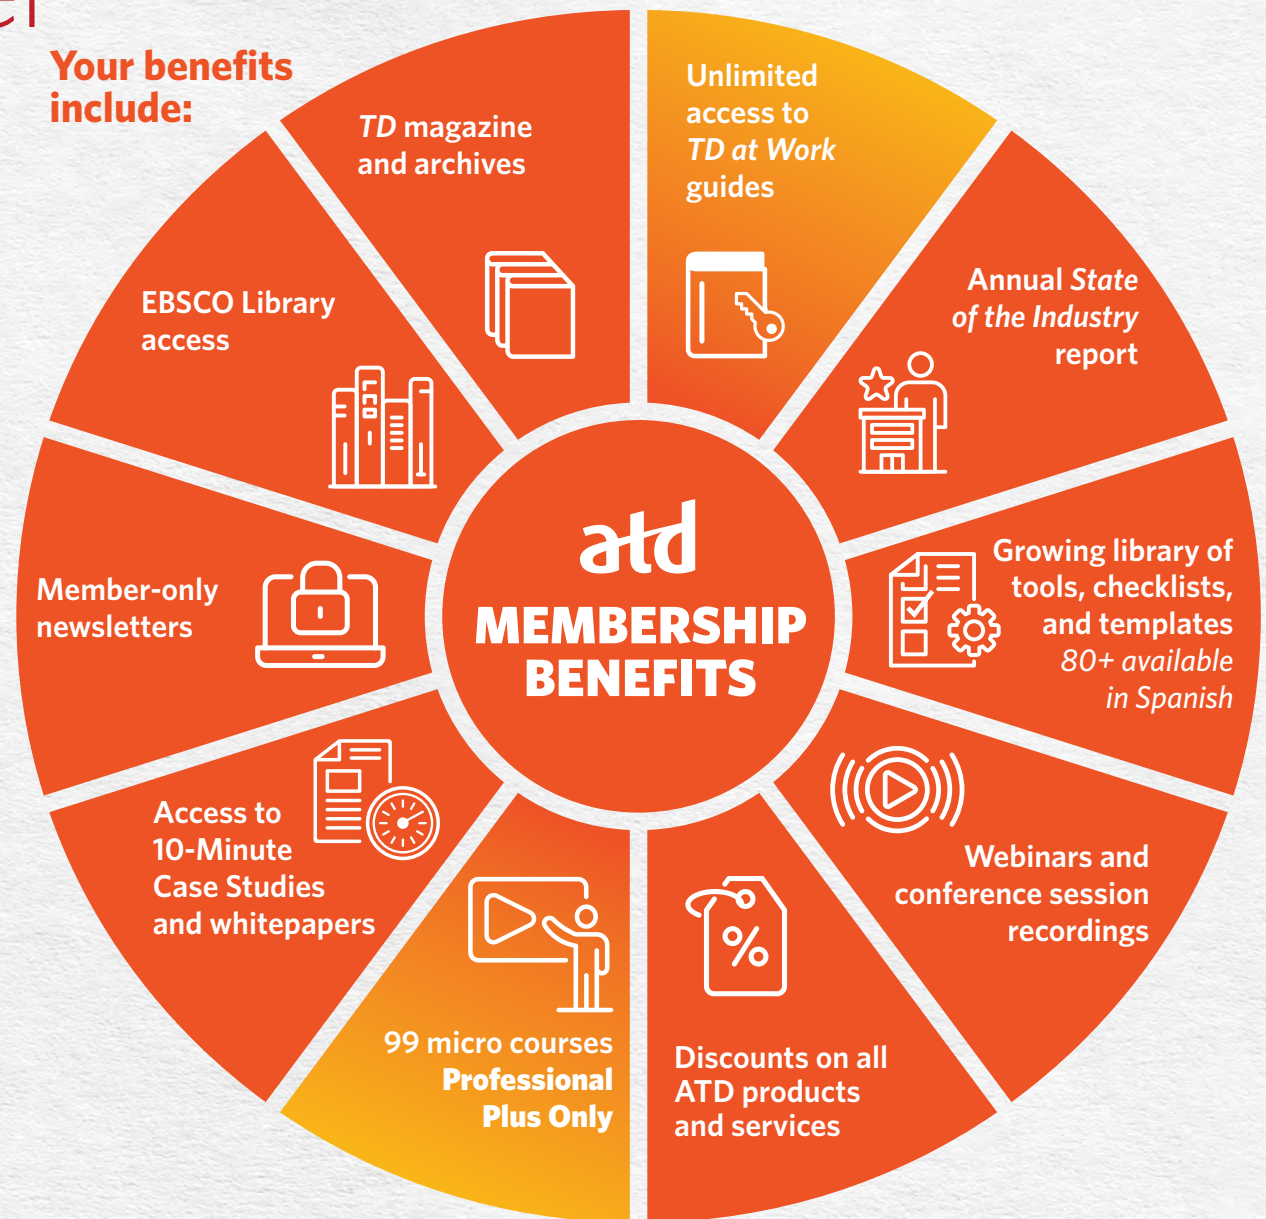 Your benefits
include:
TD magazine
and archives
Unlimited
access to
TD at Work
guides
Annual State
of the Industry
report
Growing library of
tools, checklists,
and templates
80+ available
in Spanish
Webinars and
conference session
recordings
Discounts on all
ATD products
and services
99 micro courses
Professional
Plus Only
Access to
10-Minute
Case Studies
and whitepapers
Member-only
newsletters
EBSCO Library
access
atd
MEMBERSHIP
BENEFITS
%